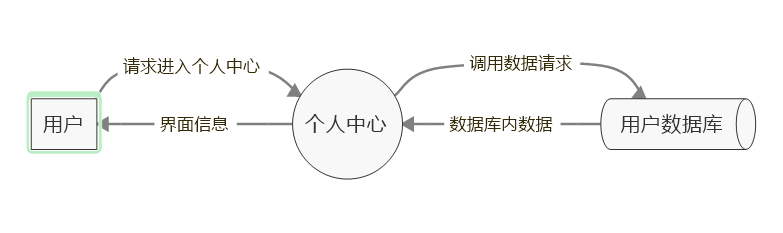 请求进入个人中心
调用数据请求
用户
界面信息
个人中心
数据库内数据
用户数据库